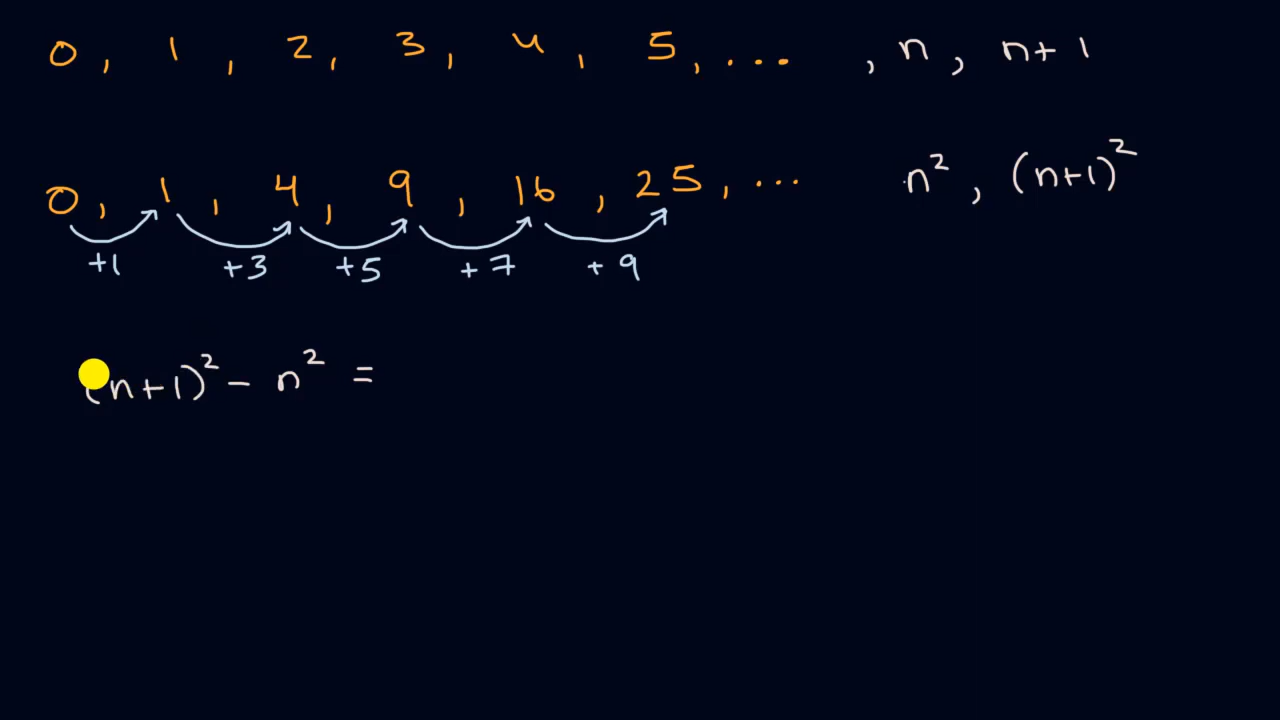 0, 1, 2, 3, 4, 5, ... , n, n+1
0, 1, 4, 9, 16, 25, ... n², (n+1)²
+1 +3 +5 +7 +9
(n+1)² - n² =